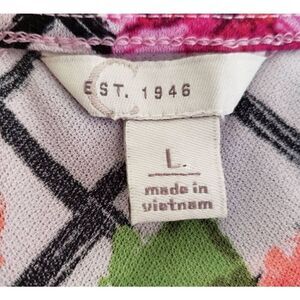 C
EST. 1946
L.
made in
vietnam